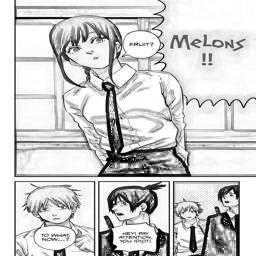 FRUIT?
MELONS
!!
TO WHAT,
NOW...?
HEY! PAY
ATTENTION,
YOU IDIOT!